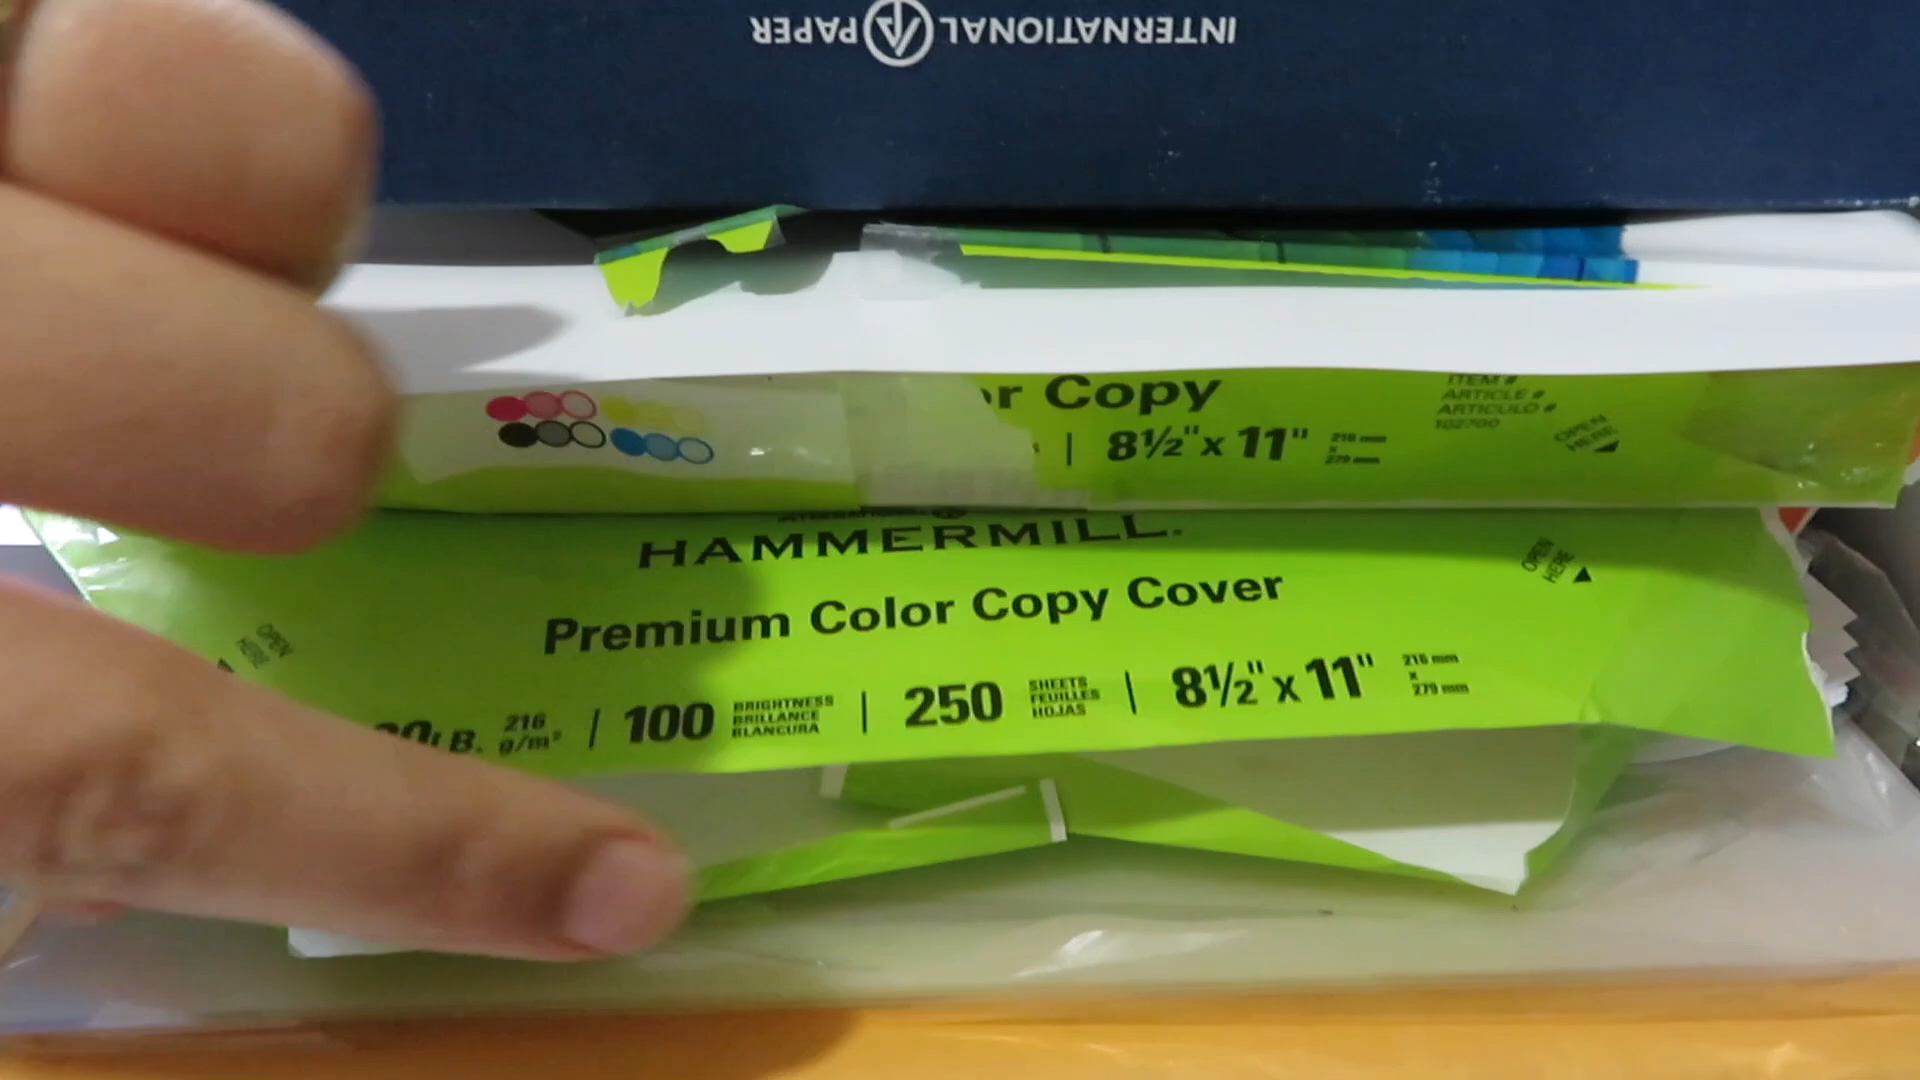 INTERNATIONAL PAPER
Copy
8½" x 11" 216 mm x 279 mm
ITEM #
ARTICLE #
ARTICULO #
102700
OPEN HERE
INTERNATIONAL
HAMMERMILL.
OPEN HERE
Premium Color Copy Cover
OPEN HERE
LB. 216 g/m² | 100 BRIGHTNESS BRILLANCE BLANCURA | 250 SHEETS FEUILLES HOJAS | 8½" x 11" 216 mm x 279 mm